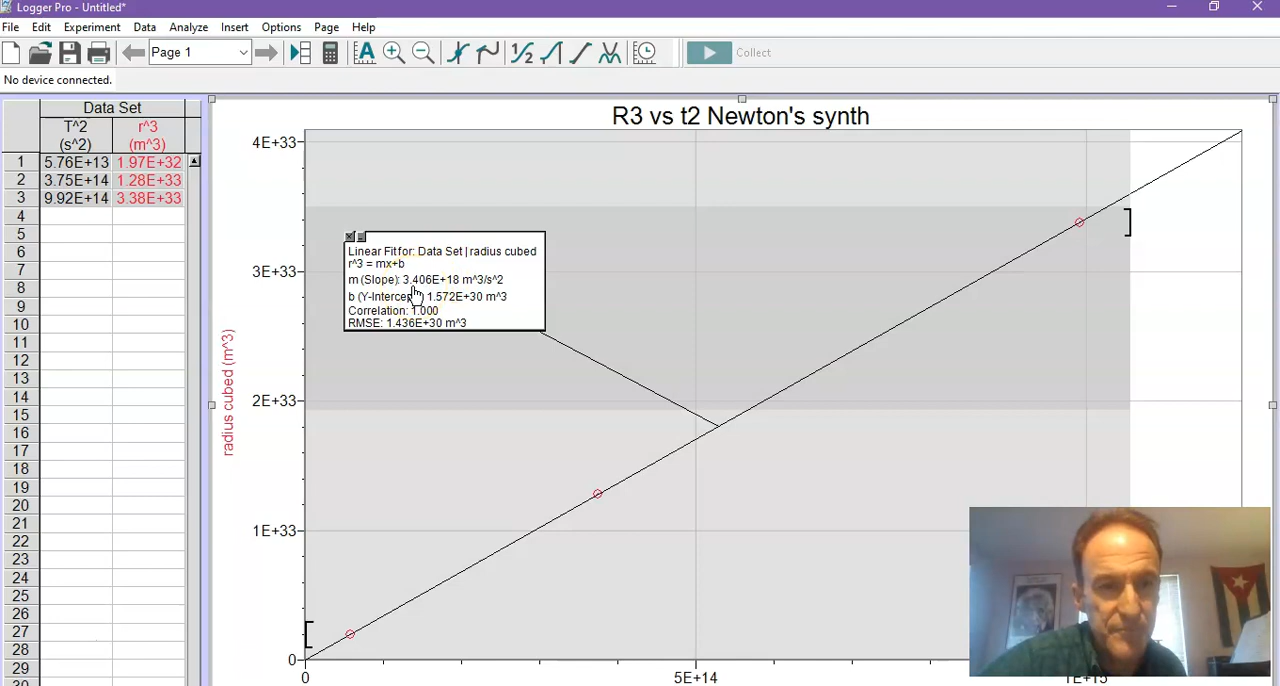 Logger Pro - Untitled*
File Edit Experiment Data Analyze Insert Options Page Help
Page 1
Collect
No device connected.
Data Set
T^2 r^3
(s^2) (m^3)
1 5.76E+13 1.97E+32
2 3.75E+14 1.28E+33
3 9.92E+14 3.38E+33
4
5
6
7
8
9
10
11
12
13
14
15
16
17
18
19
20
21
22
23
24
25
26
27
28
29
R3 vs t2 Newton's synth
4E+33
3E+33
2E+33
1E+33
0
radius cubed (m^3)
Linear Fit for: Data Set | radius cubed
r^3 = mx+b
m (Slope): 3.406E+18 m^3/s^2
b (Y-Intercept 1.572E+30 m^3
Correlation: 1.000
RMSE: 1.436E+30 m^3
0 5E+14 1E+15